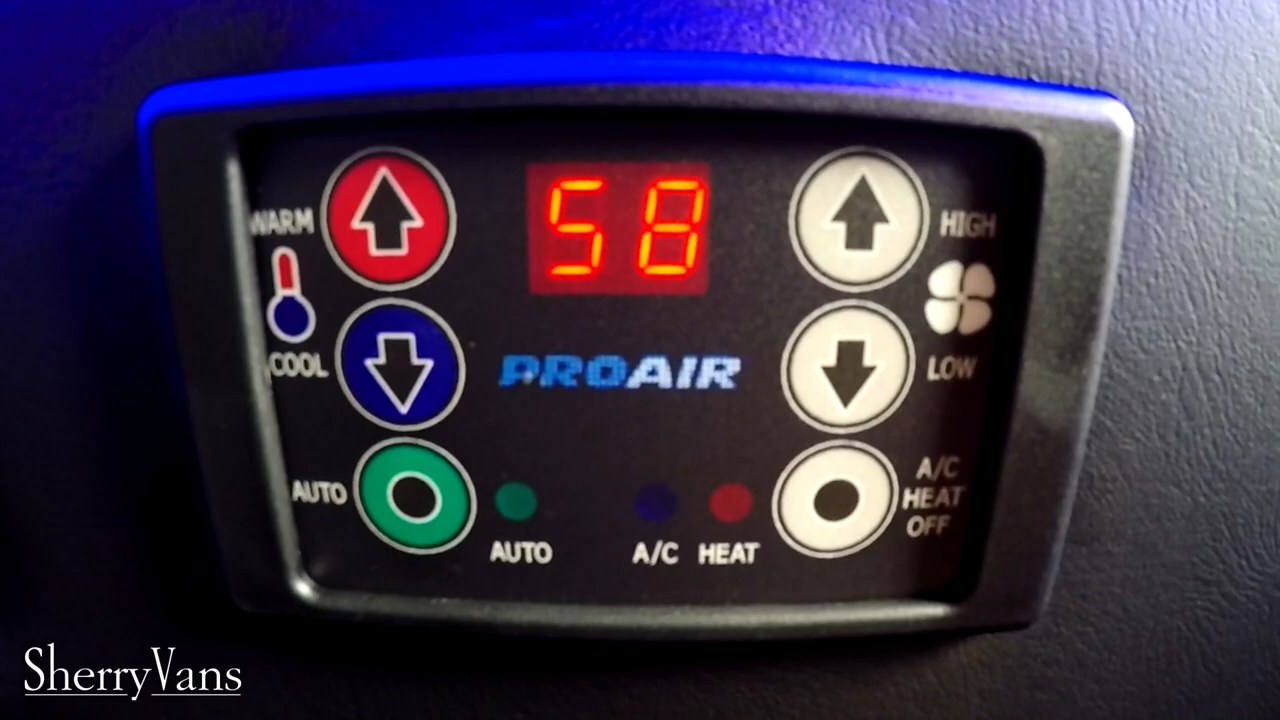 WARM
58
HIGH
COOL
PROAIR
LOW
AUTO
AUTO
A/C
HEAT
A/C
HEAT
OFF
SherryVans